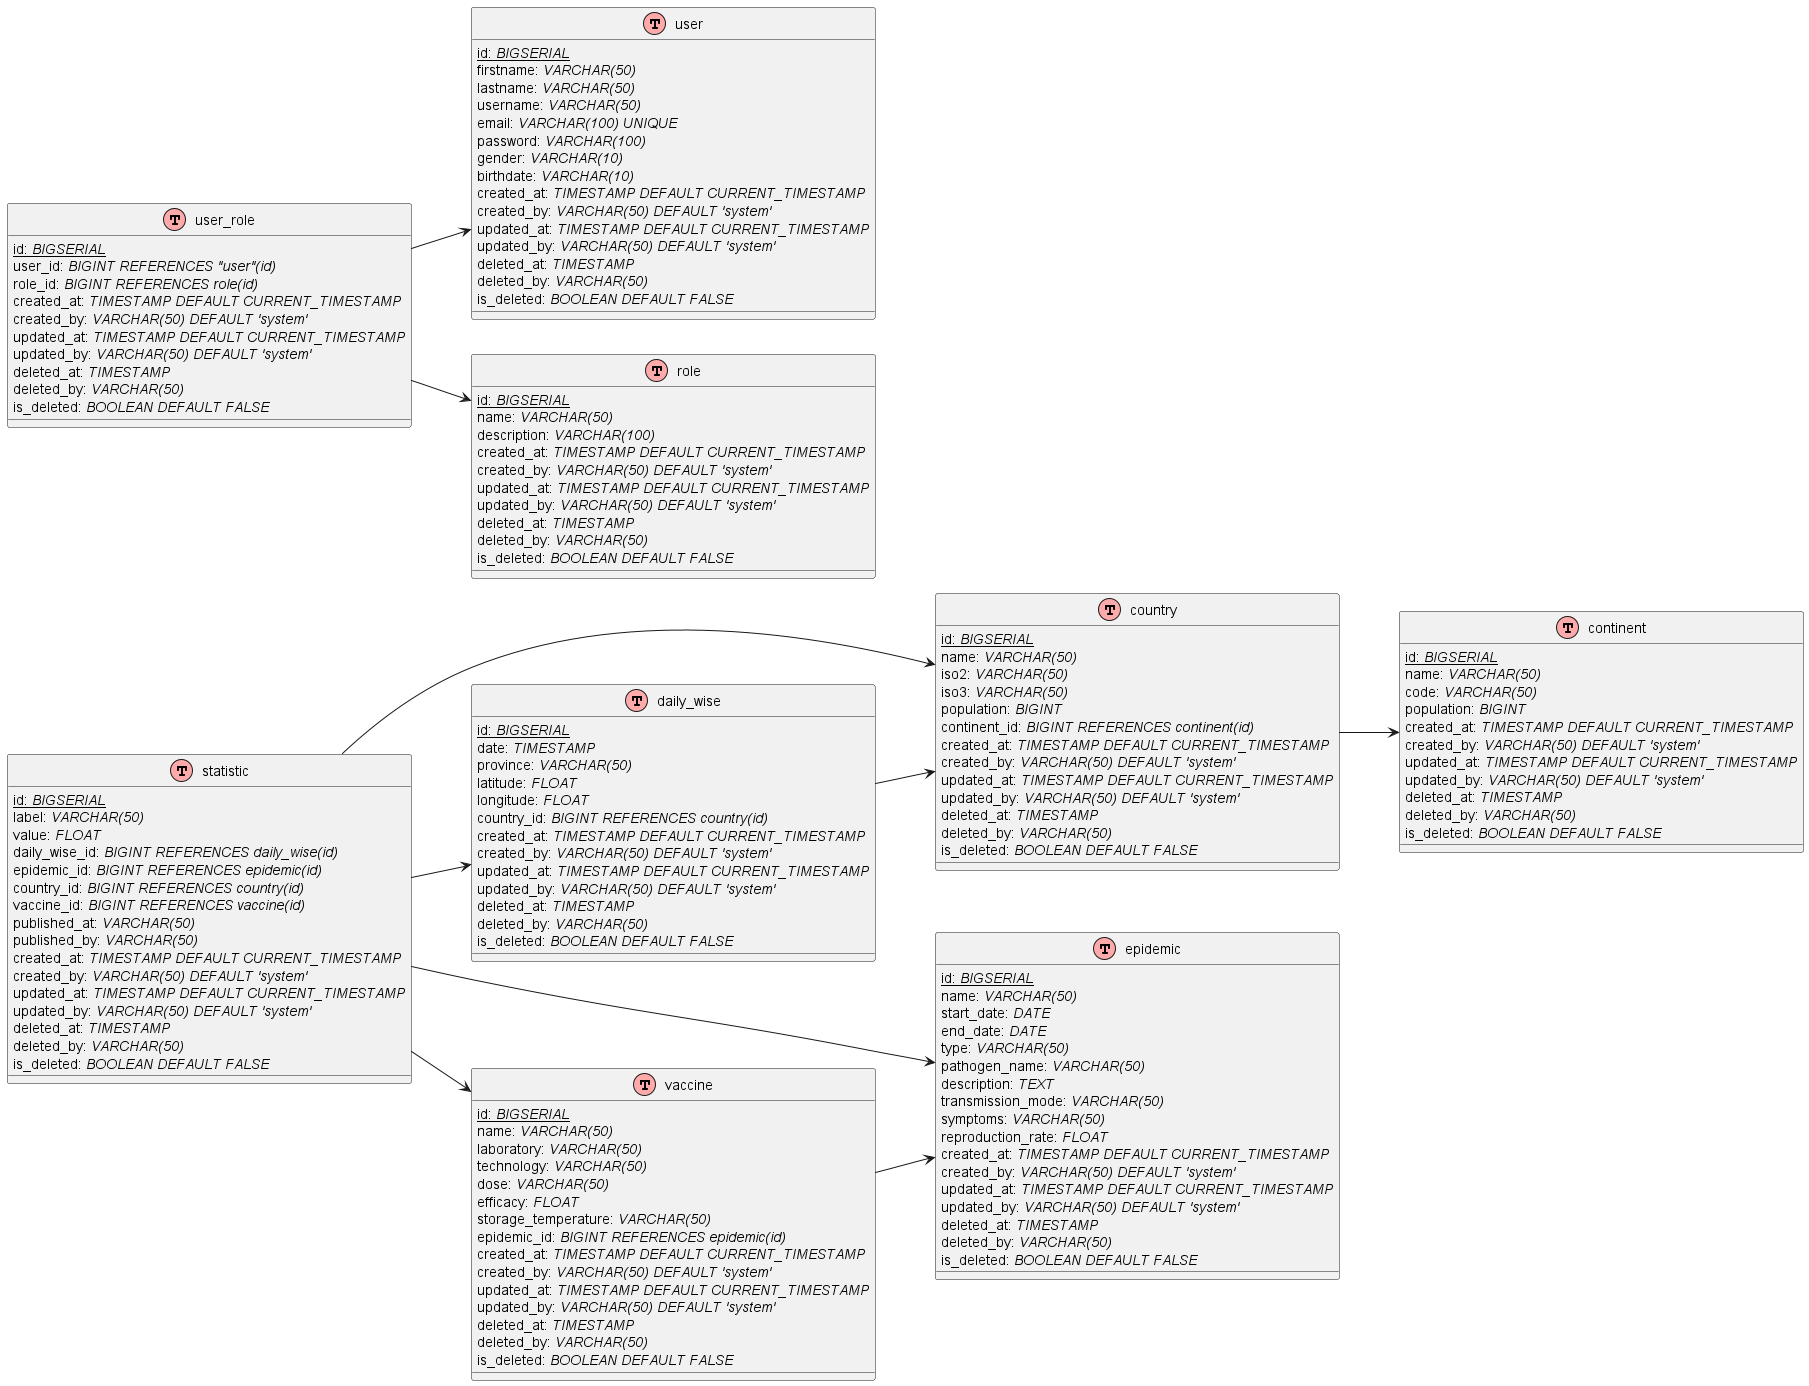 T user
id: BIGSERIAL
firstname: VARCHAR(50)
lastname: VARCHAR(50)
username: VARCHAR(50)
email: VARCHAR(100) UNIQUE
password: VARCHAR(100)
gender: VARCHAR(10)
birthdate: VARCHAR(10)
created_at: TIMESTAMP DEFAULT CURRENT_TIMESTAMP
created_by: VARCHAR(50) DEFAULT 'system'
updated_at: TIMESTAMP DEFAULT CURRENT_TIMESTAMP
updated_by: VARCHAR(50) DEFAULT 'system'
deleted_at: TIMESTAMP
deleted_by: VARCHAR(50)
is_deleted: BOOLEAN DEFAULT FALSE
T user_role
id: BIGSERIAL
user_id: BIGINT REFERENCES "user"(id)
role_id: BIGINT REFERENCES role(id)
created_at: TIMESTAMP DEFAULT CURRENT_TIMESTAMP
created_by: VARCHAR(50) DEFAULT 'system'
updated_at: TIMESTAMP DEFAULT CURRENT_TIMESTAMP
updated_by: VARCHAR(50) DEFAULT 'system'
deleted_at: TIMESTAMP
deleted_by: VARCHAR(50)
is_deleted: BOOLEAN DEFAULT FALSE
T role
id: BIGSERIAL
name: VARCHAR(50)
description: VARCHAR(100)
created_at: TIMESTAMP DEFAULT CURRENT_TIMESTAMP
created_by: VARCHAR(50) DEFAULT 'system'
updated_at: TIMESTAMP DEFAULT CURRENT_TIMESTAMP
updated_by: VARCHAR(50) DEFAULT 'system'
deleted_at: TIMESTAMP
deleted_by: VARCHAR(50)
is_deleted: BOOLEAN DEFAULT FALSE
T country
id: BIGSERIAL
name: VARCHAR(50)
iso2: VARCHAR(50)
iso3: VARCHAR(50)
population: BIGINT
continent_id: BIGINT REFERENCES continent(id)
created_at: TIMESTAMP DEFAULT CURRENT_TIMESTAMP
created_by: VARCHAR(50) DEFAULT 'system'
updated_at: TIMESTAMP DEFAULT CURRENT_TIMESTAMP
updated_by: VARCHAR(50) DEFAULT 'system'
deleted_at: TIMESTAMP
deleted_by: VARCHAR(50)
is_deleted: BOOLEAN DEFAULT FALSE
T continent
id: BIGSERIAL
name: VARCHAR(50)
code: VARCHAR(50)
population: BIGINT
created_at: TIMESTAMP DEFAULT CURRENT_TIMESTAMP
created_by: VARCHAR(50) DEFAULT 'system'
updated_at: TIMESTAMP DEFAULT CURRENT_TIMESTAMP
updated_by: VARCHAR(50) DEFAULT 'system'
deleted_at: TIMESTAMP
deleted_by: VARCHAR(50)
is_deleted: BOOLEAN DEFAULT FALSE
T daily_wise
id: BIGSERIAL
date: TIMESTAMP
province: VARCHAR(50)
latitude: FLOAT
longitude: FLOAT
country_id: BIGINT REFERENCES country(id)
created_at: TIMESTAMP DEFAULT CURRENT_TIMESTAMP
created_by: VARCHAR(50) DEFAULT 'system'
updated_at: TIMESTAMP DEFAULT CURRENT_TIMESTAMP
updated_by: VARCHAR(50) DEFAULT 'system'
deleted_at: TIMESTAMP
deleted_by: VARCHAR(50)
is_deleted: BOOLEAN DEFAULT FALSE
T statistic
id: BIGSERIAL
label: VARCHAR(50)
value: FLOAT
daily_wise_id: BIGINT REFERENCES daily_wise(id)
epidemic_id: BIGINT REFERENCES epidemic(id)
country_id: BIGINT REFERENCES country(id)
vaccine_id: BIGINT REFERENCES vaccine(id)
published_at: VARCHAR(50)
published_by: VARCHAR(50)
created_at: TIMESTAMP DEFAULT CURRENT_TIMESTAMP
created_by: VARCHAR(50) DEFAULT 'system'
updated_at: TIMESTAMP DEFAULT CURRENT_TIMESTAMP
updated_by: VARCHAR(50) DEFAULT 'system'
deleted_at: TIMESTAMP
deleted_by: VARCHAR(50)
is_deleted: BOOLEAN DEFAULT FALSE
T epidemic
id: BIGSERIAL
name: VARCHAR(50)
start_date: DATE
end_date: DATE
type: VARCHAR(50)
pathogen_name: VARCHAR(50)
description: TEXT
transmission_mode: VARCHAR(50)
symptoms: VARCHAR(50)
reproduction_rate: FLOAT
created_at: TIMESTAMP DEFAULT CURRENT_TIMESTAMP
created_by: VARCHAR(50) DEFAULT 'system'
updated_at: TIMESTAMP DEFAULT CURRENT_TIMESTAMP
updated_by: VARCHAR(50) DEFAULT 'system'
deleted_at: TIMESTAMP
deleted_by: VARCHAR(50)
is_deleted: BOOLEAN DEFAULT FALSE
T vaccine
id: BIGSERIAL
name: VARCHAR(50)
laboratory: VARCHAR(50)
technology: VARCHAR(50)
dose: VARCHAR(50)
efficacy: FLOAT
storage_temperature: VARCHAR(50)
epidemic_id: BIGINT REFERENCES epidemic(id)
created_at: TIMESTAMP DEFAULT CURRENT_TIMESTAMP
created_by: VARCHAR(50) DEFAULT 'system'
updated_at: TIMESTAMP DEFAULT CURRENT_TIMESTAMP
updated_by: VARCHAR(50) DEFAULT 'system'
deleted_at: TIMESTAMP
deleted_by: VARCHAR(50)
is_deleted: BOOLEAN DEFAULT FALSE